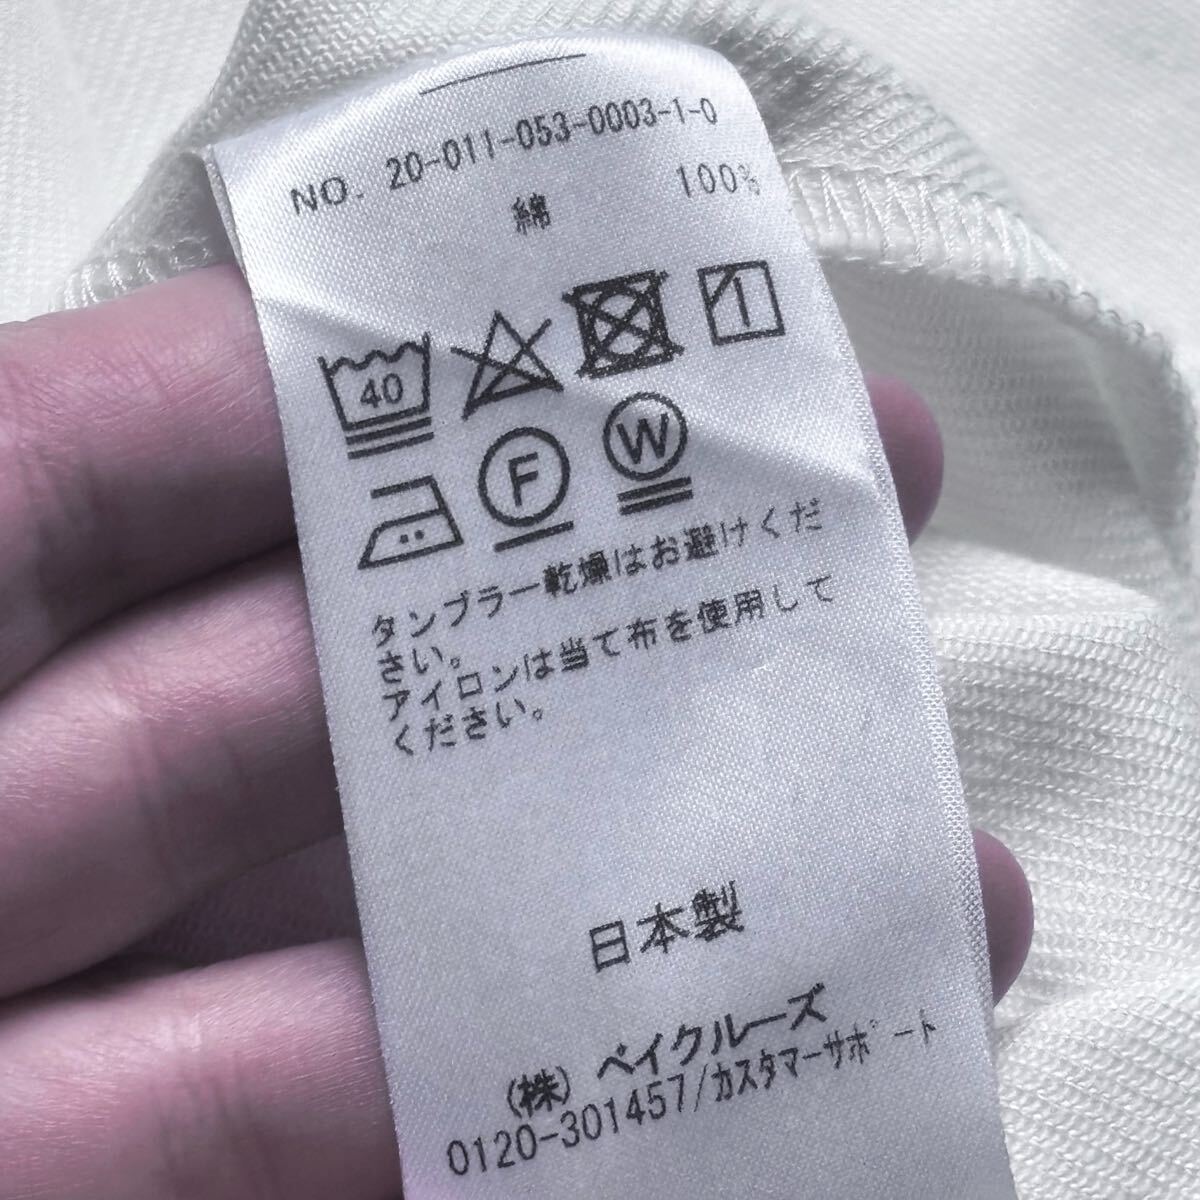 NO. 20-011-053-0003-1-0
綿 100%
40
F W
タンブラー乾燥はお避けくだ
さい。
アイロンは当て布を使用して
ください。
日本製
(株) ベイクルーズ
0120-301457/カスタマーサポート